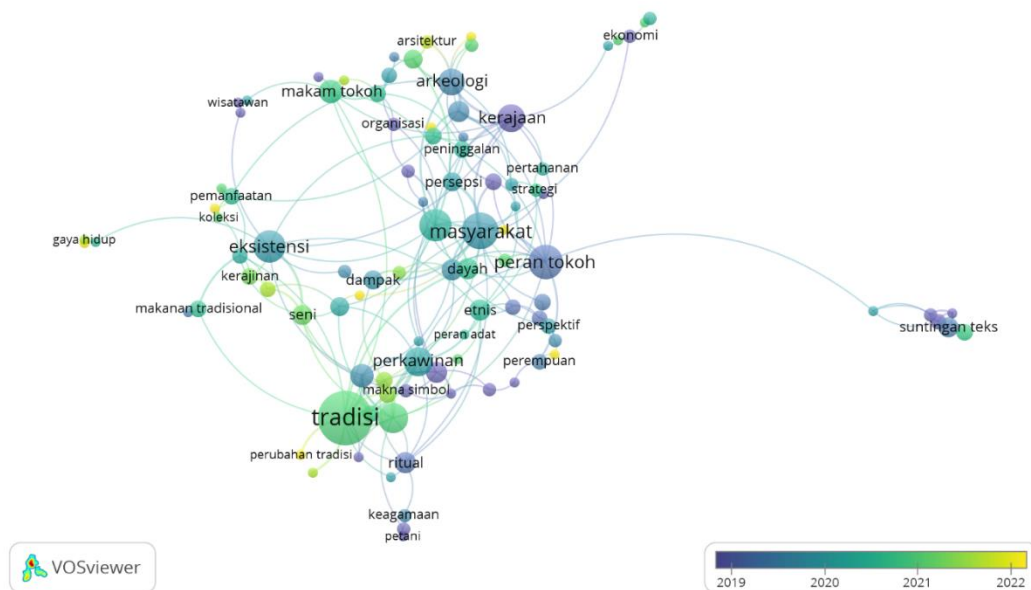 ekonomi
arsitektur
arkeologi
makam tokoh
wisatawan
organisasi
kerajaan
peninggalan
pertahanan
persepsi
strategi
pemanfaatan
koleksi
gaya hidup
eksistensi
masyarakat
peran tokoh
dayah
kerajinan
dampak
makanan tradisional
seni
etnis
perspektif
suntingan teks
peran adat
perkawinan
perempuan
makna simbol
tradisi
perubahan tradisi
ritual
keagamaan
petani
VOSviewer
2019 2020 2021 2022